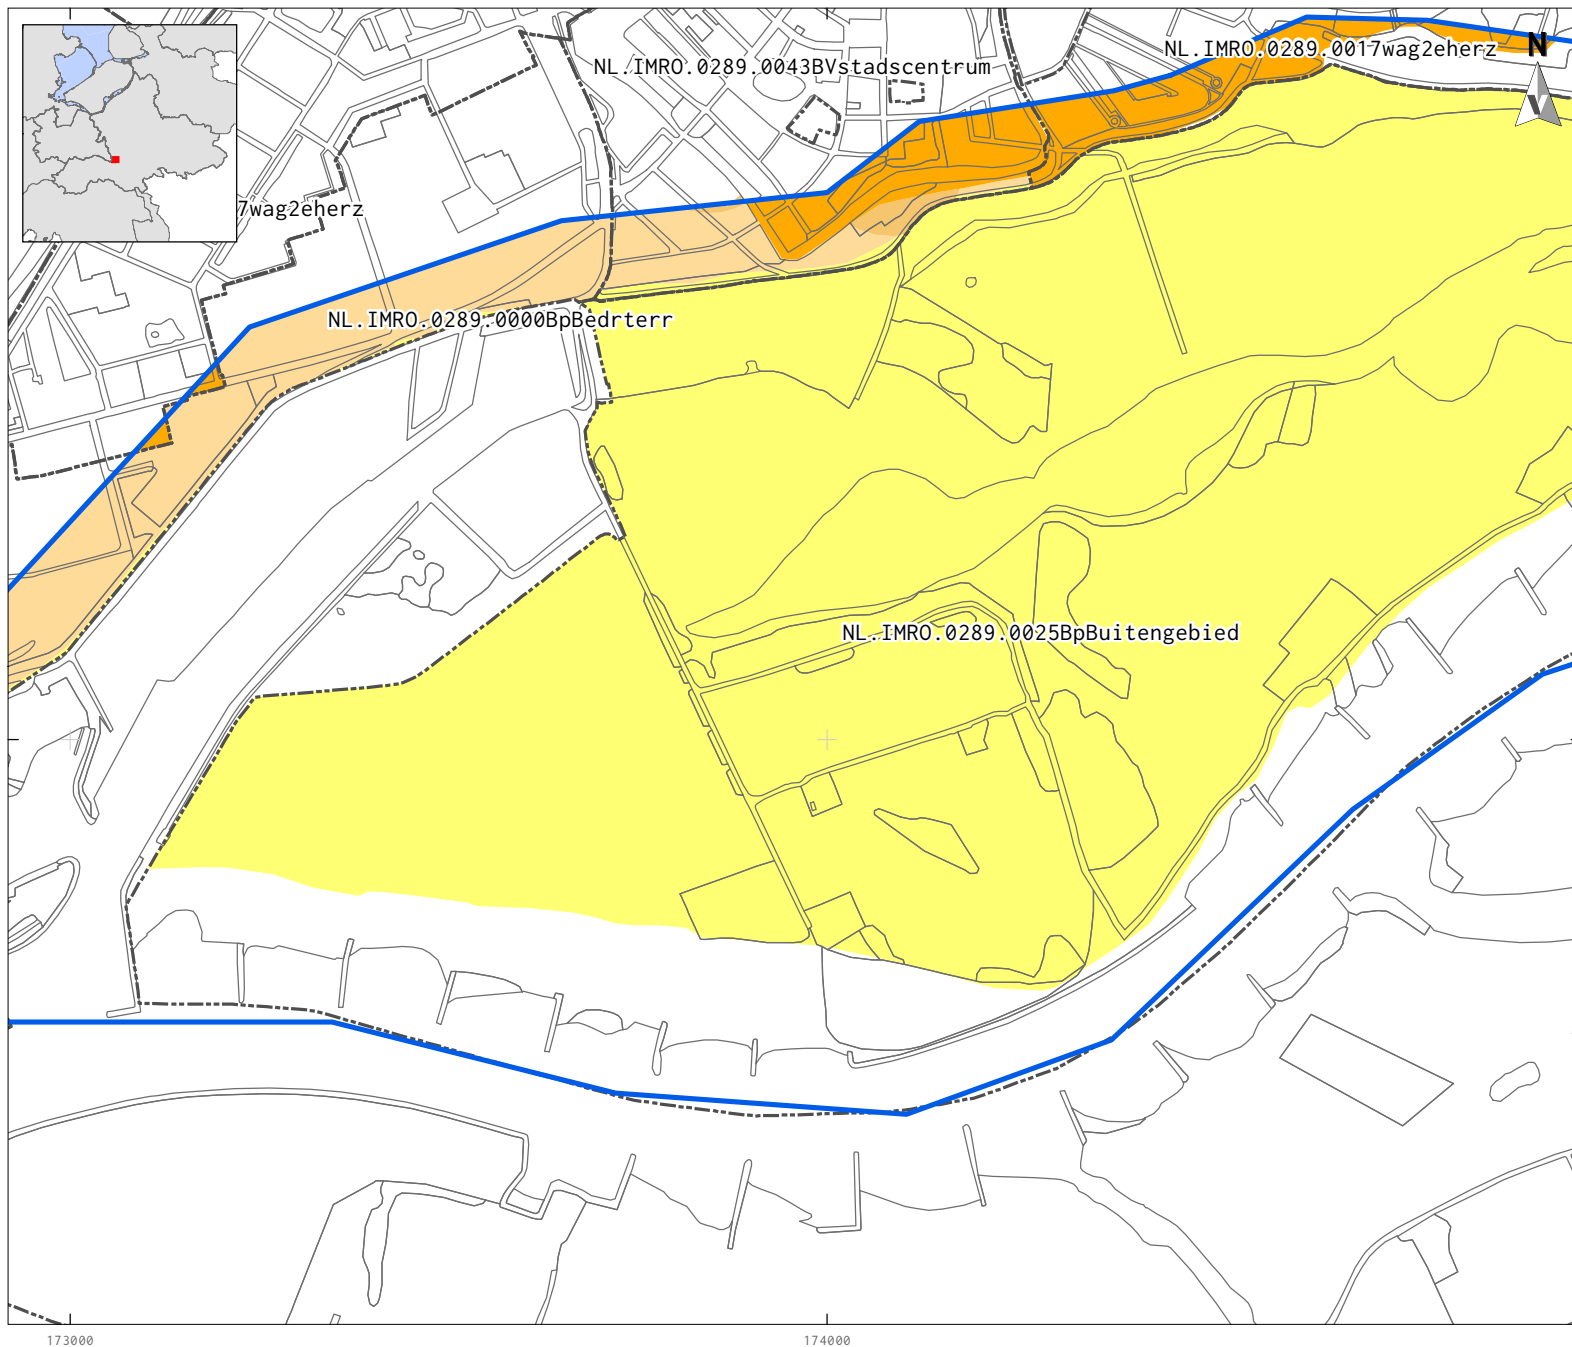 NL.IMRO.0289.0017wag2eherz
N
NL.IMRO.0289.0043BVstadscentrum
7wag2eherz
NL.IMRO.0289.0000BpBedrterr
NL.IMRO.0289.0025BpBuitengebied
173000
174000